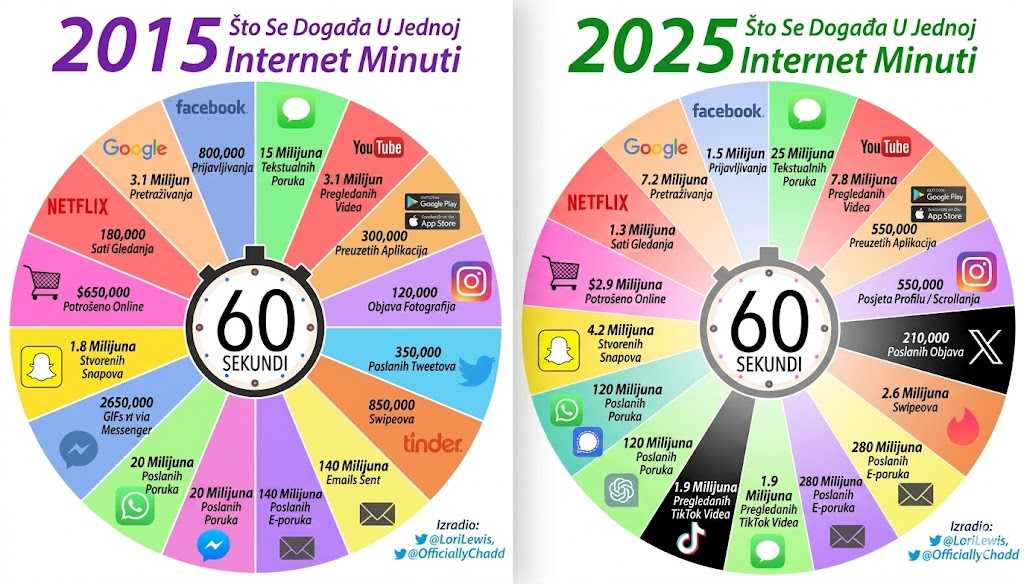 2015 Što Se Događa U Jednoj
Internet Minuti
facebook.
800,000
Prijavljivanja
15 Milijuna
Tekstualnih
Poruka
YouTube
3.1 Milijun
Pregledanih
Videa
Google Play
App Store
300,000
Preuzetih Aplikacija
120,000
Objava Fotografija
350,000
Poslanih Tweetova
850,000
Swipeova
tinder.
140 Milijuna
Emails Sent
140 Milijuna
Poslanih
E-poruka
20 Milijuna
Poslanih
Poruka
20 Milijuna
Poslanih
Poruka
2650,000
GIFs via
Messenger
1.8 Milijuna
Stvorenih
Snapova
$650,000
Potrošeno Online
NETFLIX
180,000
Sati Gledanja
Google
3.1 Milijun
Pretraživanja
60
SEKUNDI
Izradio:
@LoriLewis,
@OfficiallyChadd
2025 Što Se Događa U Jednoj
Internet Minuti
facebook.
1.5 Milijun
Prijavljivanja
25 Milijuna
Tekstualnih
Poruka
YouTube
7.8 Milijun
Pregledanih
Videa
Google Play
App Store
550,000
Preuzetih Aplikacija
550,000
Posjeta Profilu / Scrollanja
210,000
Poslanih Objava
X
2.6 Milijuna
Swipeova
280 Milijuna
Poslanih
E-poruka
280 Milijuna
Poslanih
E-poruka
1.9
Milijuna
Pregledanih
TikTok Videa
1.9 Milijuna
Pregledanih
TikTok Videa
120 Milijuna
Poslanih
Poruka
120 Milijuna
Poslanih
Poruka
4.2 Milijuna
Stvorenih
Snapova
$2.9 Milijuna
Potrošeno Online
NETFLIX
1.3 Milijuna
Sati Gledanja
Google
7.2 Milijuna
Pretraživanja
60
SEKUNDI
Izradio:
@LoriLewis,
@OfficiallyChadd